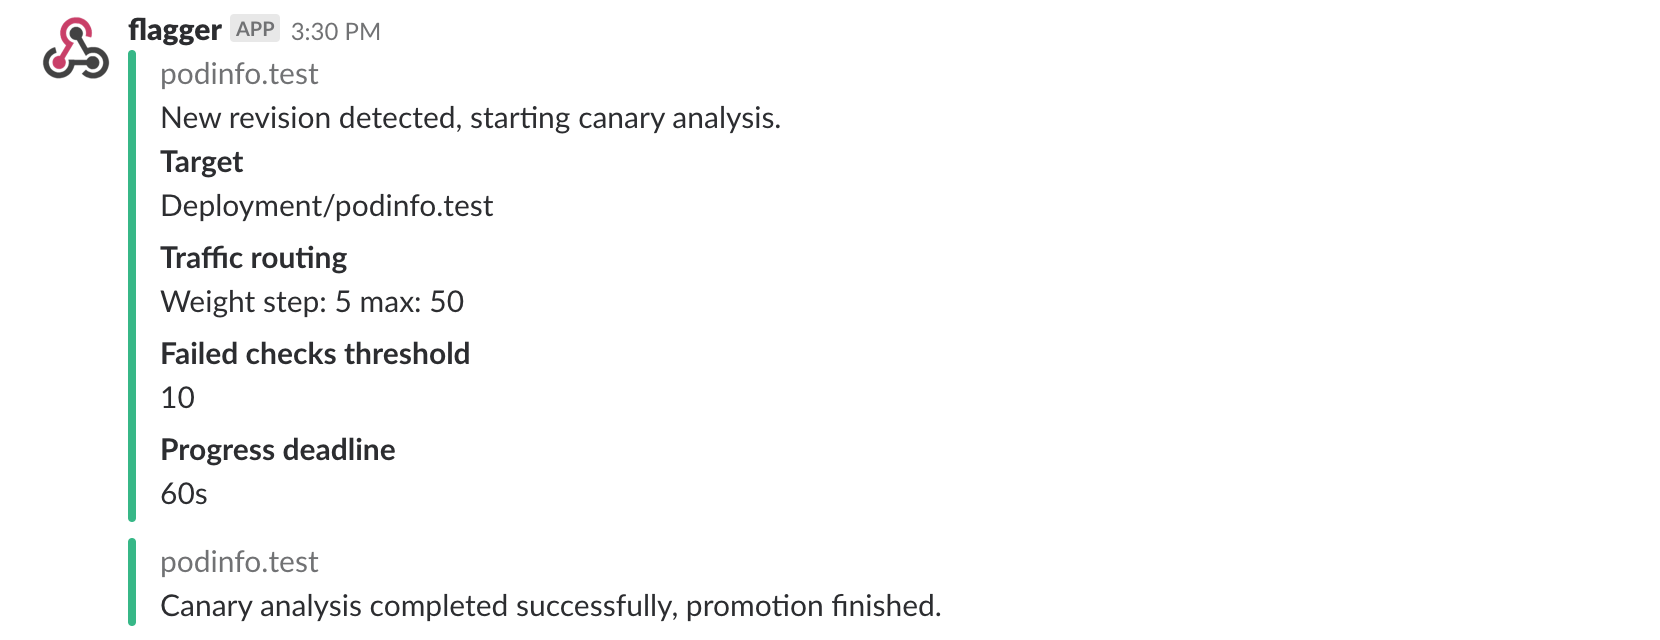 flagger APP 3:30 PM
podinfo.test
New revision detected, starting canary analysis.
Target
Deployment/podinfo.test
Traffic routing
Weight step: 5 max: 50
Failed checks threshold
10
Progress deadline
60s
podinfo.test
Canary analysis completed successfully, promotion finished.